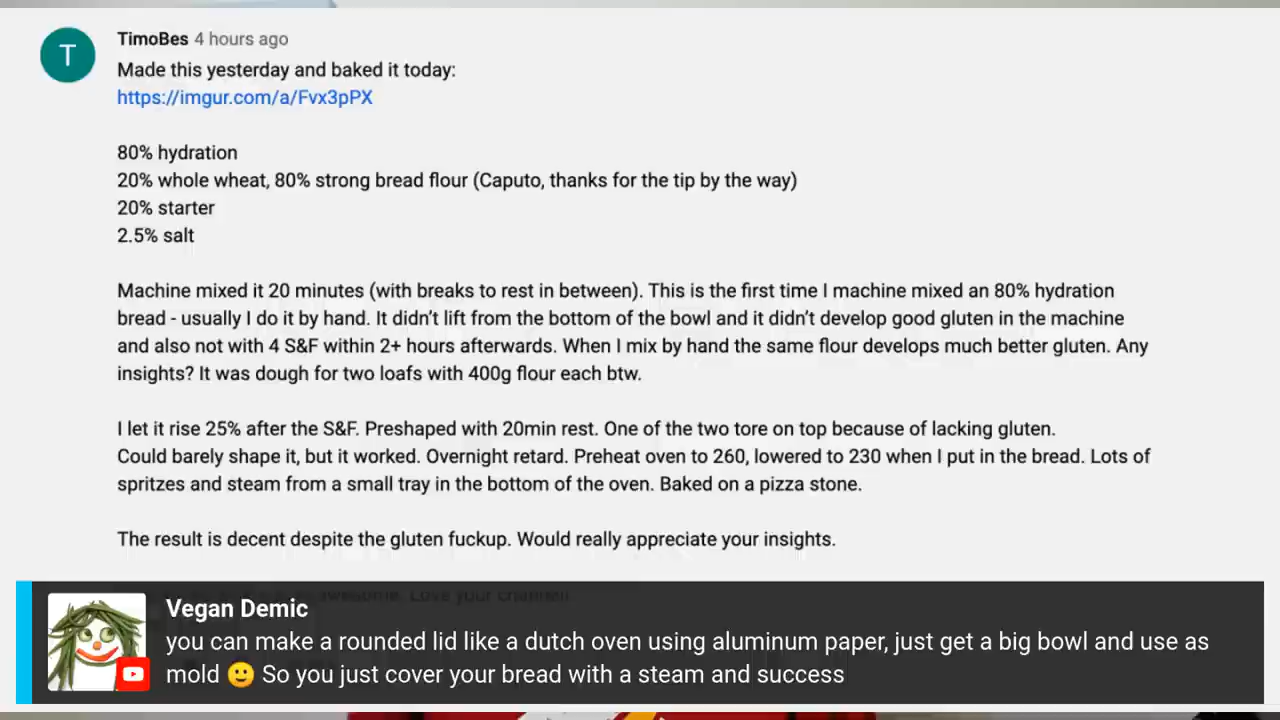 T
TimoBes 4 hours ago
Made this yesterday and baked it today:
https://imgur.com/a/Fvx3pPX
80% hydration
20% whole wheat, 80% strong bread flour (Caputo, thanks for the tip by the way)
20% starter
2.5% salt
Machine mixed it 20 minutes (with breaks to rest in between). This is the first time I machine mixed an 80% hydration
bread - usually I do it by hand. It didn't lift from the bottom of the bowl and it didn't develop good gluten in the machine
and also not with 4 S&F within 2+ hours afterwards. When I mix by hand the same flour develops much better gluten. Any
insights? It was dough for two loafs with 400g flour each btw.
I let it rise 25% after the S&F. Preshaped with 20min rest. One of the two tore on top because of lacking gluten.
Could barely shape it, but it worked. Overnight retard. Preheat oven to 260, lowered to 230 when I put in the bread. Lots of
spritzes and steam from a small tray in the bottom of the oven. Baked on a pizza stone.
The result is decent despite the gluten fuckup. Would really appreciate your insights.
awesome. Love your channel!
Vegan Demic
you can make a rounded lid like a dutch oven using aluminum paper, just get a big bowl and use as
mold 🙂 So you just cover your bread with a steam and success